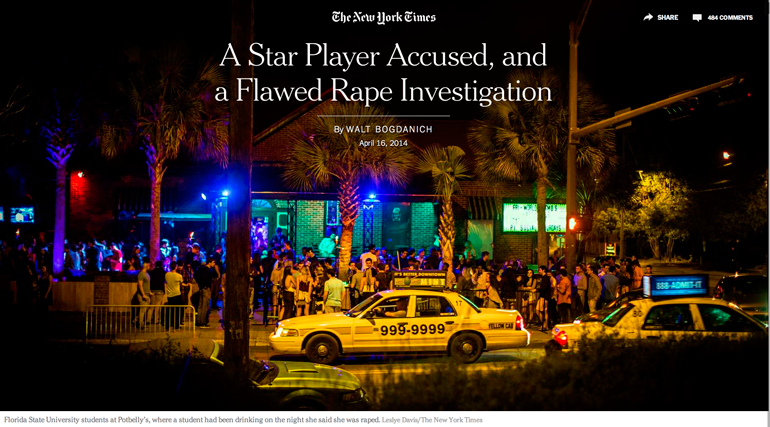 The New York Times
SHARE
484 COMMENTS
A Star Player Accused, and
a Flawed Rape Investigation
By WALT BOGDANICH
April 16, 2014
IT'S BETTER DOWNTOWN
888-ADMIT-IT
17
999-9999
YELLOW CAB
Florida State University students at Potbelly's, where a student had been drinking on the night she said she was raped. Leslye Davis/The New York Times